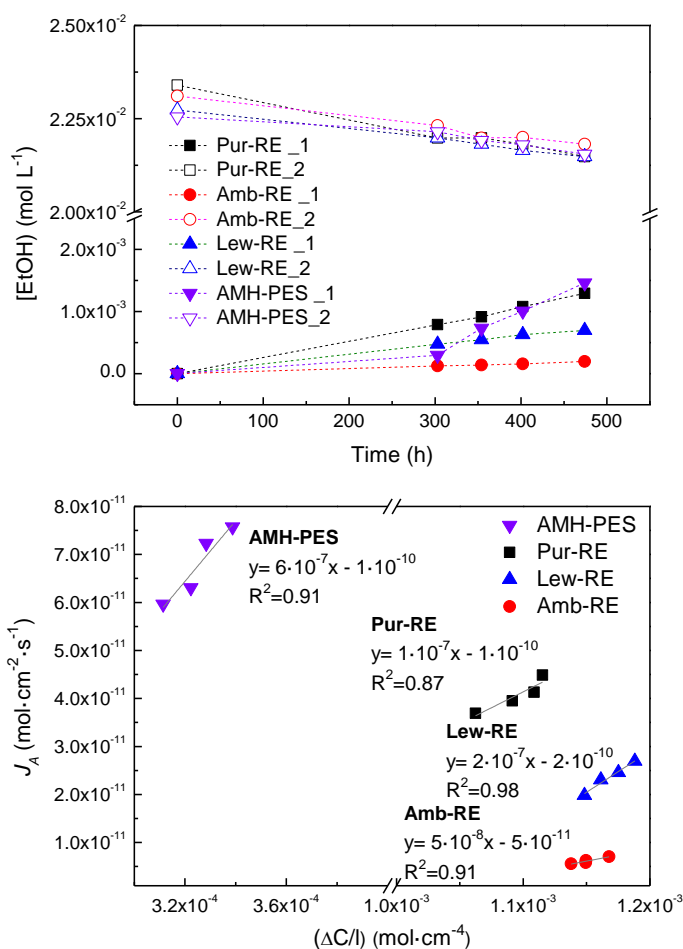 2.50x10⁻²
2.25x10⁻²
2.00x10⁻²
2.0x10⁻³
1.0x10⁻³
0.0
[EtOH) (mol L⁻¹)
Pur-RE _1
Pur-RE_2
Amb-RE _1
Amb-RE_2
Lew-RE _1
Lew-RE_2
AMH-PES _1
AMH-PES_2
0 100 200 300 400 500
Time (h)
8.0x10⁻¹¹
7.0x10⁻¹¹
6.0x10⁻¹¹
5.0x10⁻¹¹
4.0x10⁻¹¹
3.0x10⁻¹¹
2.0x10⁻¹¹
1.0x10⁻¹¹
J_A (mol·cm⁻²·s⁻¹)
AMH-PES
Pur-RE
Lew-RE
Amb-RE
AMH-PES
y= 6·10⁻⁷x - 1·10⁻¹⁰
R²=0.91
Pur-RE
y= 1·10⁻⁷x - 1·10⁻¹⁰
R²=0.87
Lew-RE
y= 2·10⁻⁷x - 2·10⁻¹⁰
R²=0.98
Amb-RE
y= 5·10⁻⁸x - 5·10⁻¹¹
R²=0.91
3.2x10⁻⁴ 3.6x10⁻⁴ 1.0x10⁻³ 1.1x10⁻³ 1.2x10⁻³
(ΔC/l) (mol·cm⁻⁴)